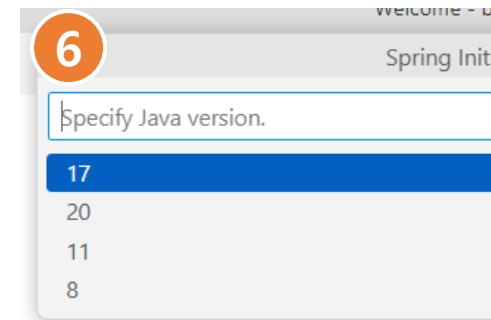 Welcome - b
6
Spring Init
Specify Java version.
17
20
11
8